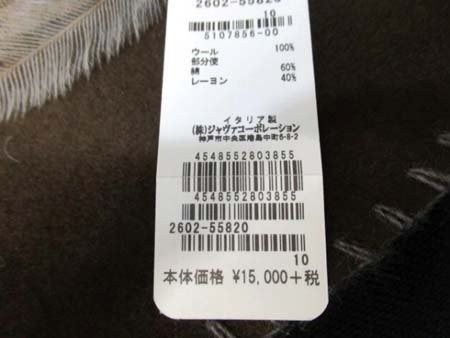 2602-55820
10
5107856-00
ウール 100%
部分使
綿 60%
レーヨン 40%
イタリア製
(株)ジャヴァコーポレーション
神戸市中央区港島中町6-8-2
4548552803855
4548552803855
2602-55820
10
本体価格 ¥15,000+税